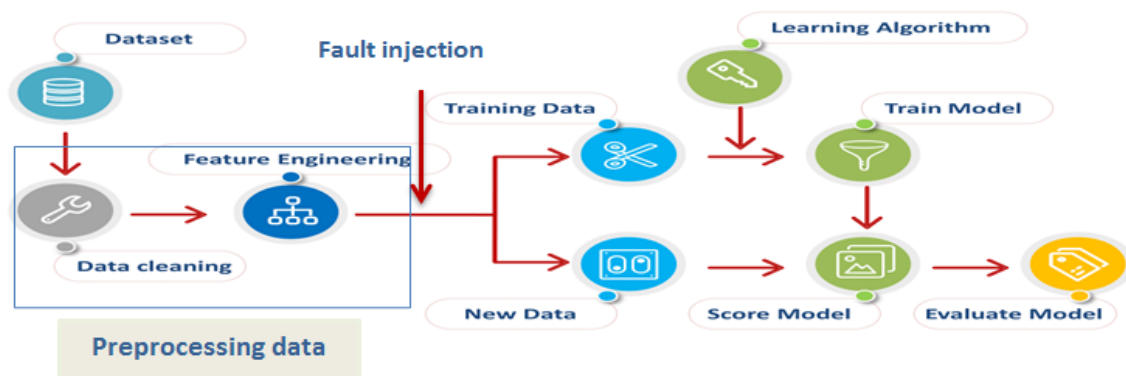 Dataset
Fault injection
Learning Algorithm
Training Data
Train Model
Feature Engineering
Data cleaning
New Data
Score Model
Evaluate Model
Preprocessing data